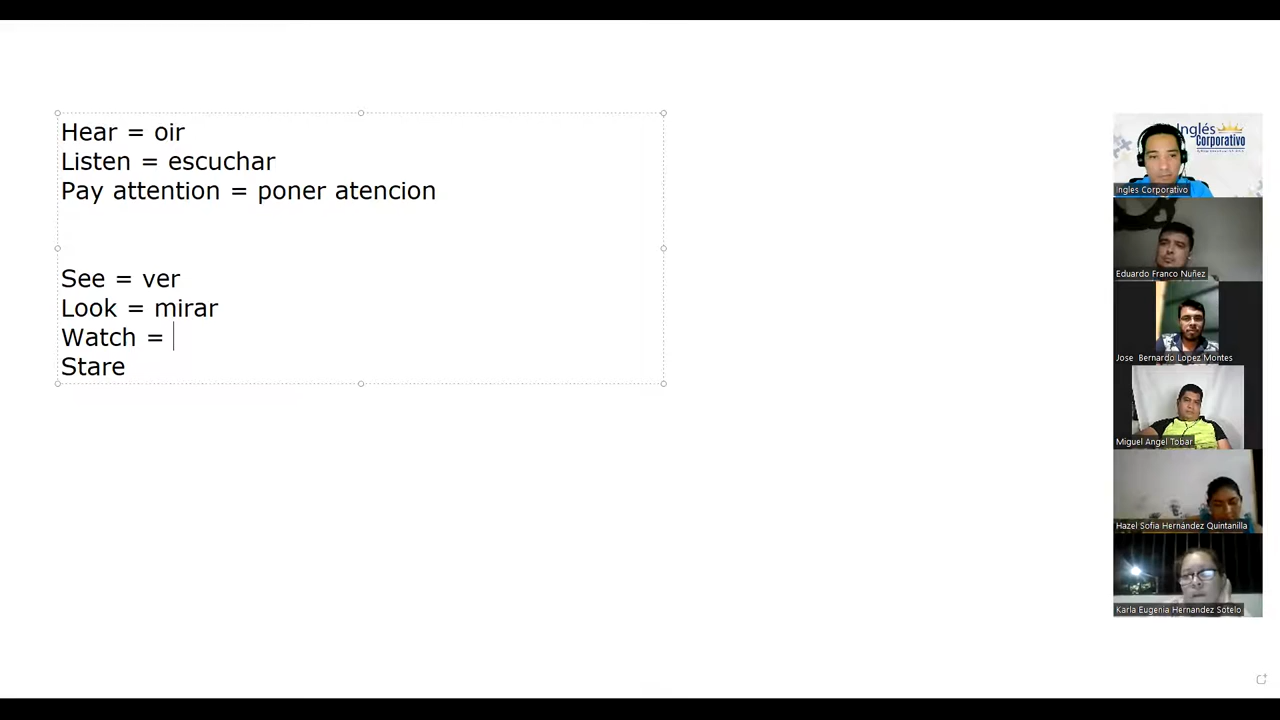 Hear = oir
Listen = escuchar
Pay attention = poner atencion
See = ver
Look = mirar
Watch =
Stare
Inglés
Corporativo
Ingles Corporativo
Eduardo Franco Nuñez
Jose Bernardo Lopez Montes
Miguel Angel Tobar
Hazel Sofia Hernández Quintanilla
Karla Eugenia Hernandez Sotelo